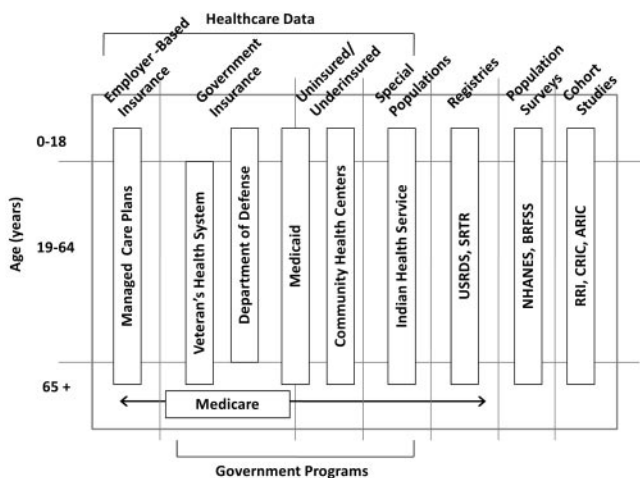 Healthcare Data
Employer -Based
Insurance
Government
Insurance
Uninsured/
Underinsured
Special
Populations
Registries
Population
Surveys
Cohort
Studies
Age (years)
0-18
19-64
65 +
Managed Care Plans
Veteran's Health System
Department of Defense
Medicaid
Community Health Centers
Indian Health Service
USRDS, SRTR
NHANES, BRFSS
RRI, CRIC, ARIC
Medicare
Government Programs